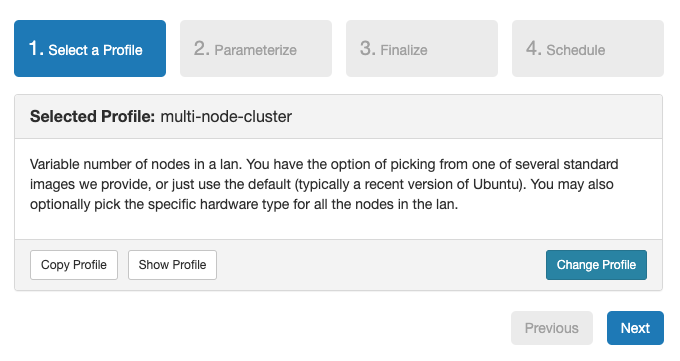 1. Select a Profile 2. Parameterize 3. Finalize 4. Schedule
Selected Profile: multi-node-cluster
Variable number of nodes in a lan. You have the option of picking from one of several standard
images we provide, or just use the default (typically a recent version of Ubuntu). You may also
optionally pick the specific hardware type for all the nodes in the lan.
Copy Profile Show Profile Change Profile
Previous Next